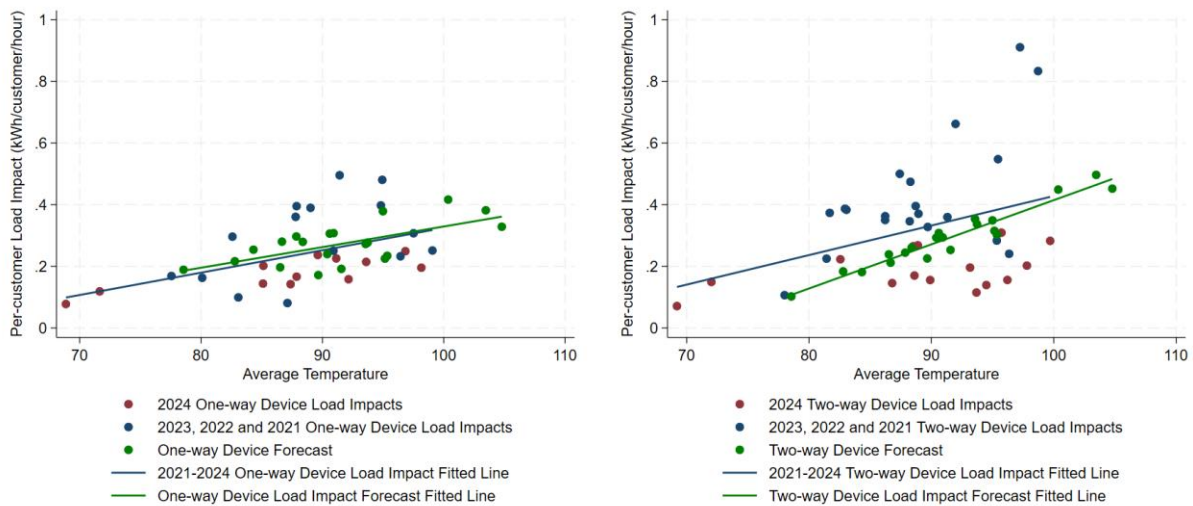 Per-customer Load Impact (kWh/customer/hour)
1
.8
.6
.4
.2
0
70 80 90 100 110
Average Temperature
2024 One-way Device Load Impacts
2023, 2022 and 2021 One-way Device Load Impacts
One-way Device Forecast
2021-2024 One-way Device Load Impact Fitted Line
One-way Device Load Impact Forecast Fitted Line
Per-customer Load Impact (kWh/customer/hour)
1
.8
.6
.4
.2
0
70 80 90 100 110
Average Temperature
2024 Two-way Device Load Impacts
2023, 2022 and 2021 Two-way Device Load Impacts
Two-way Device Forecast
2021-2024 Two-way Device Load Impact Fitted Line
Two-way Device Load Impact Forecast Fitted Line